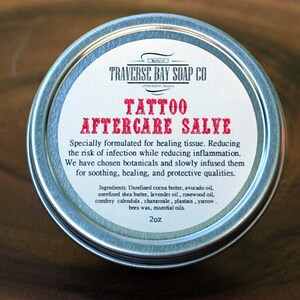 TRAVERSE BAY SOAP CO
TATTOO
AFTERCARE SALVE
Specially formulated for healing tissue. Reducing
the risk of infection while reducing inflammation.
We have chosen botanicals and slowly infused them
for soothing, healing, and protective qualities.
Ingredients: Unrefined cocoa butter, avocado oil,
unrefined shea butter, lavender oil , rosewood oil,
comfrey calendula , chamomile , plantain , yarrow .
bees wax, essential oils.
2oz